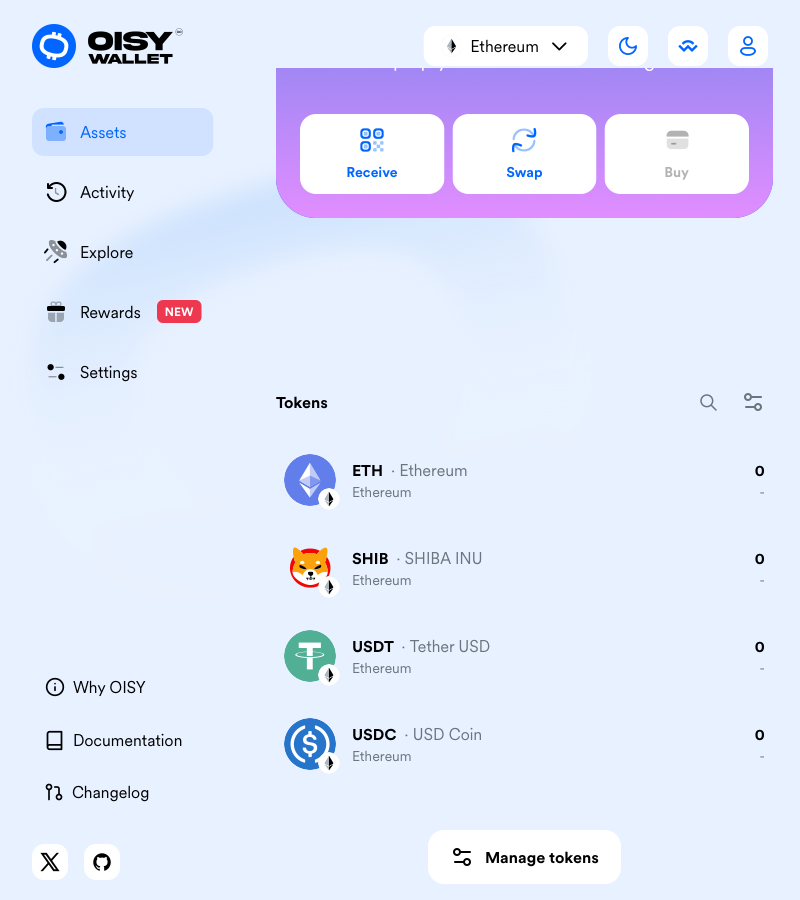 OISY
WALLET
Ethereum
Receive
Swap
Buy
Assets
Activity
Explore
Rewards NEW
Settings
Tokens
ETH · Ethereum 0
Ethereum -
SHIB · SHIBA INU 0
Ethereum -
USDT · Tether USD 0
Ethereum -
USDC · USD Coin 0
Ethereum -
Why OISY
Documentation
Changelog
Manage tokens